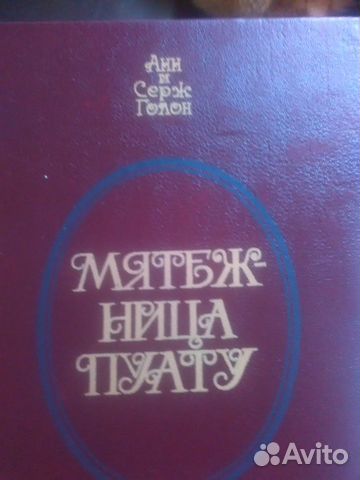 Анн
и
Серж
Голон
МЯТЕЖ-
НИЦА
ПУАТУ
Avito